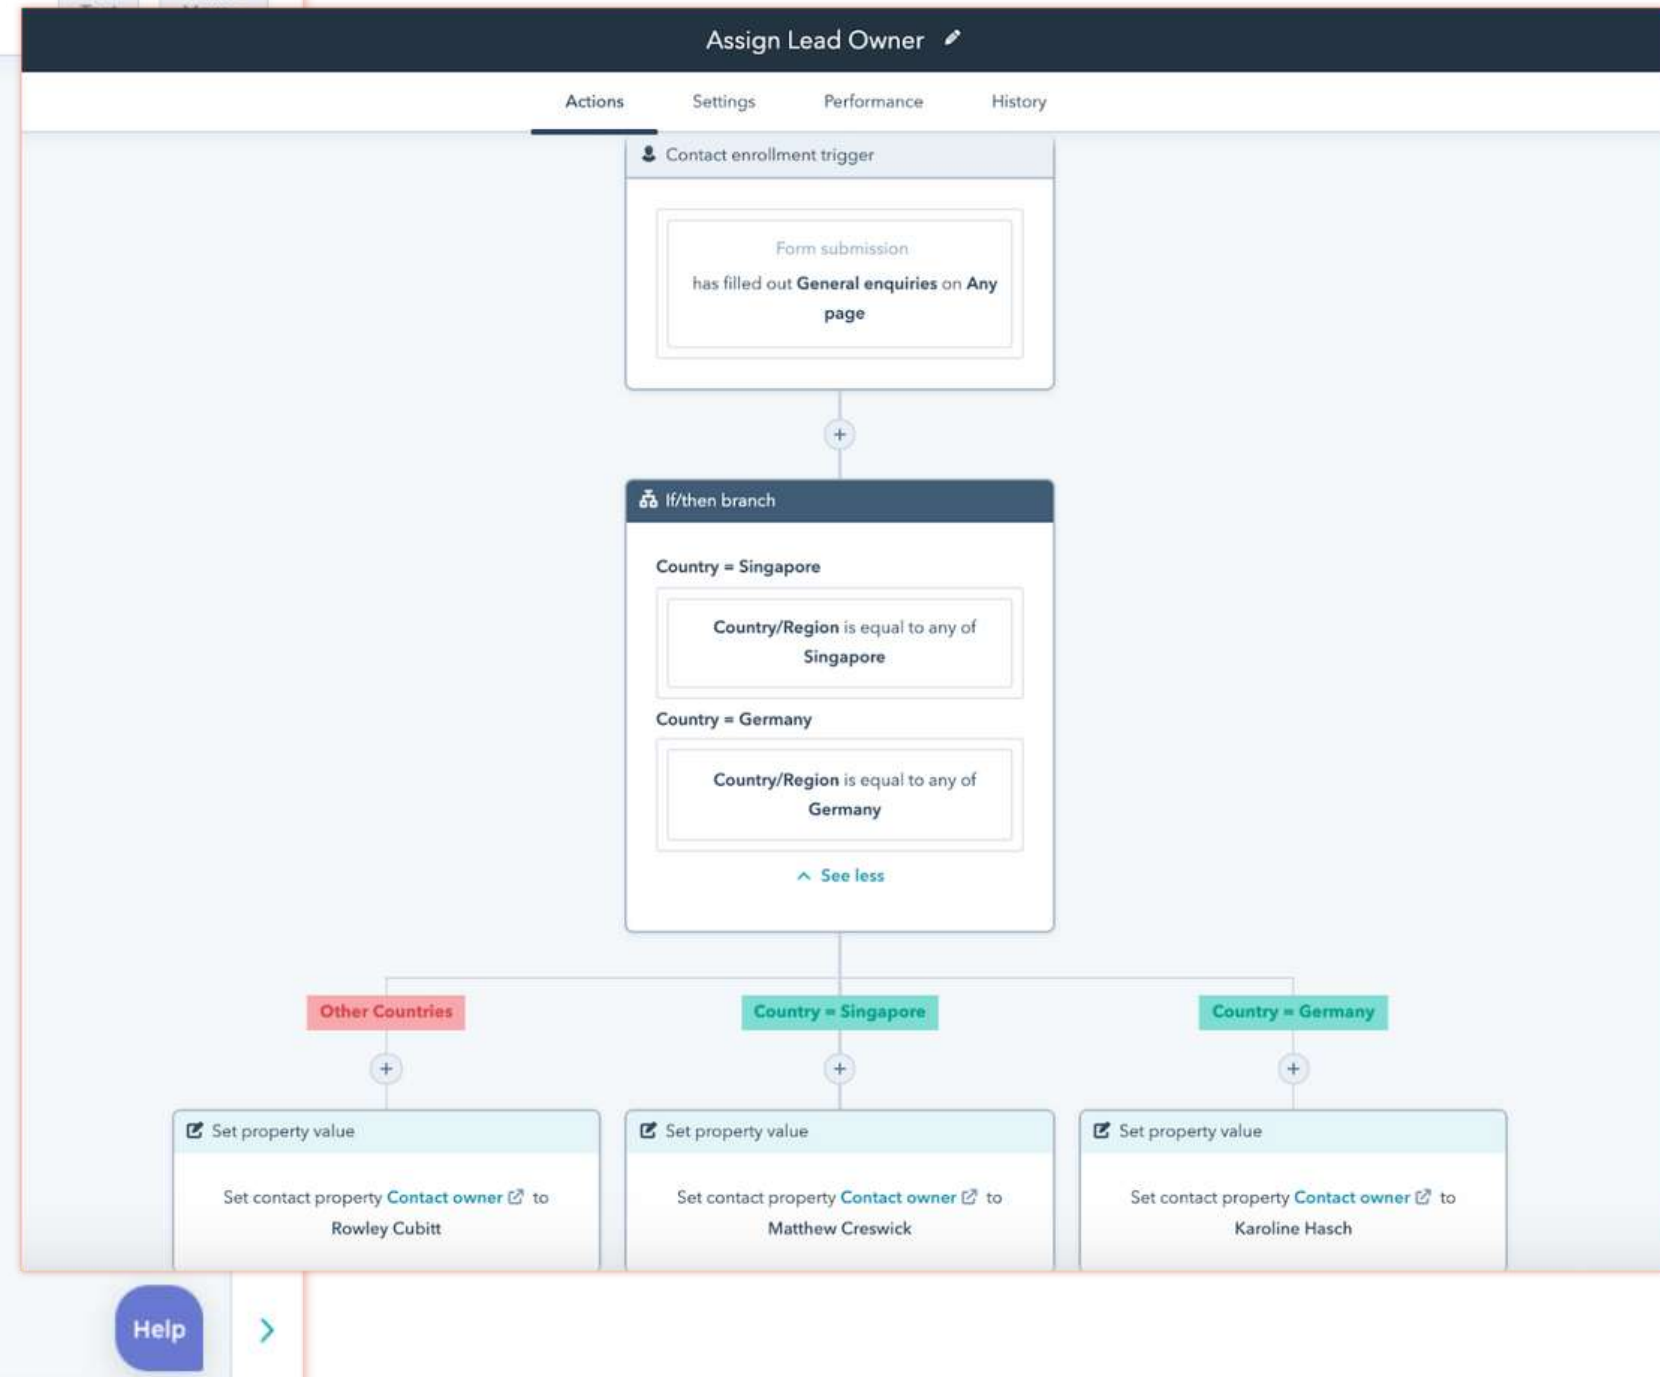 Assign Lead Owner
Actions
Settings
Performance
History
Contact enrollment trigger
Form submission
has filled out General enquiries on Any
page
+
If/then branch
Country = Singapore
Country/Region is equal to any of
Singapore
Country = Germany
Country/Region is equal to any of
Germany
See less
Other Countries
Country = Singapore
Country = Germany
+
+
+
Set property value
Set contact property Contact owner to
Rowley Cubitt
Set property value
Set contact property Contact owner to
Matthew Creswick
Set property value
Set contact property Contact owner to
Karoline Hasch
Help